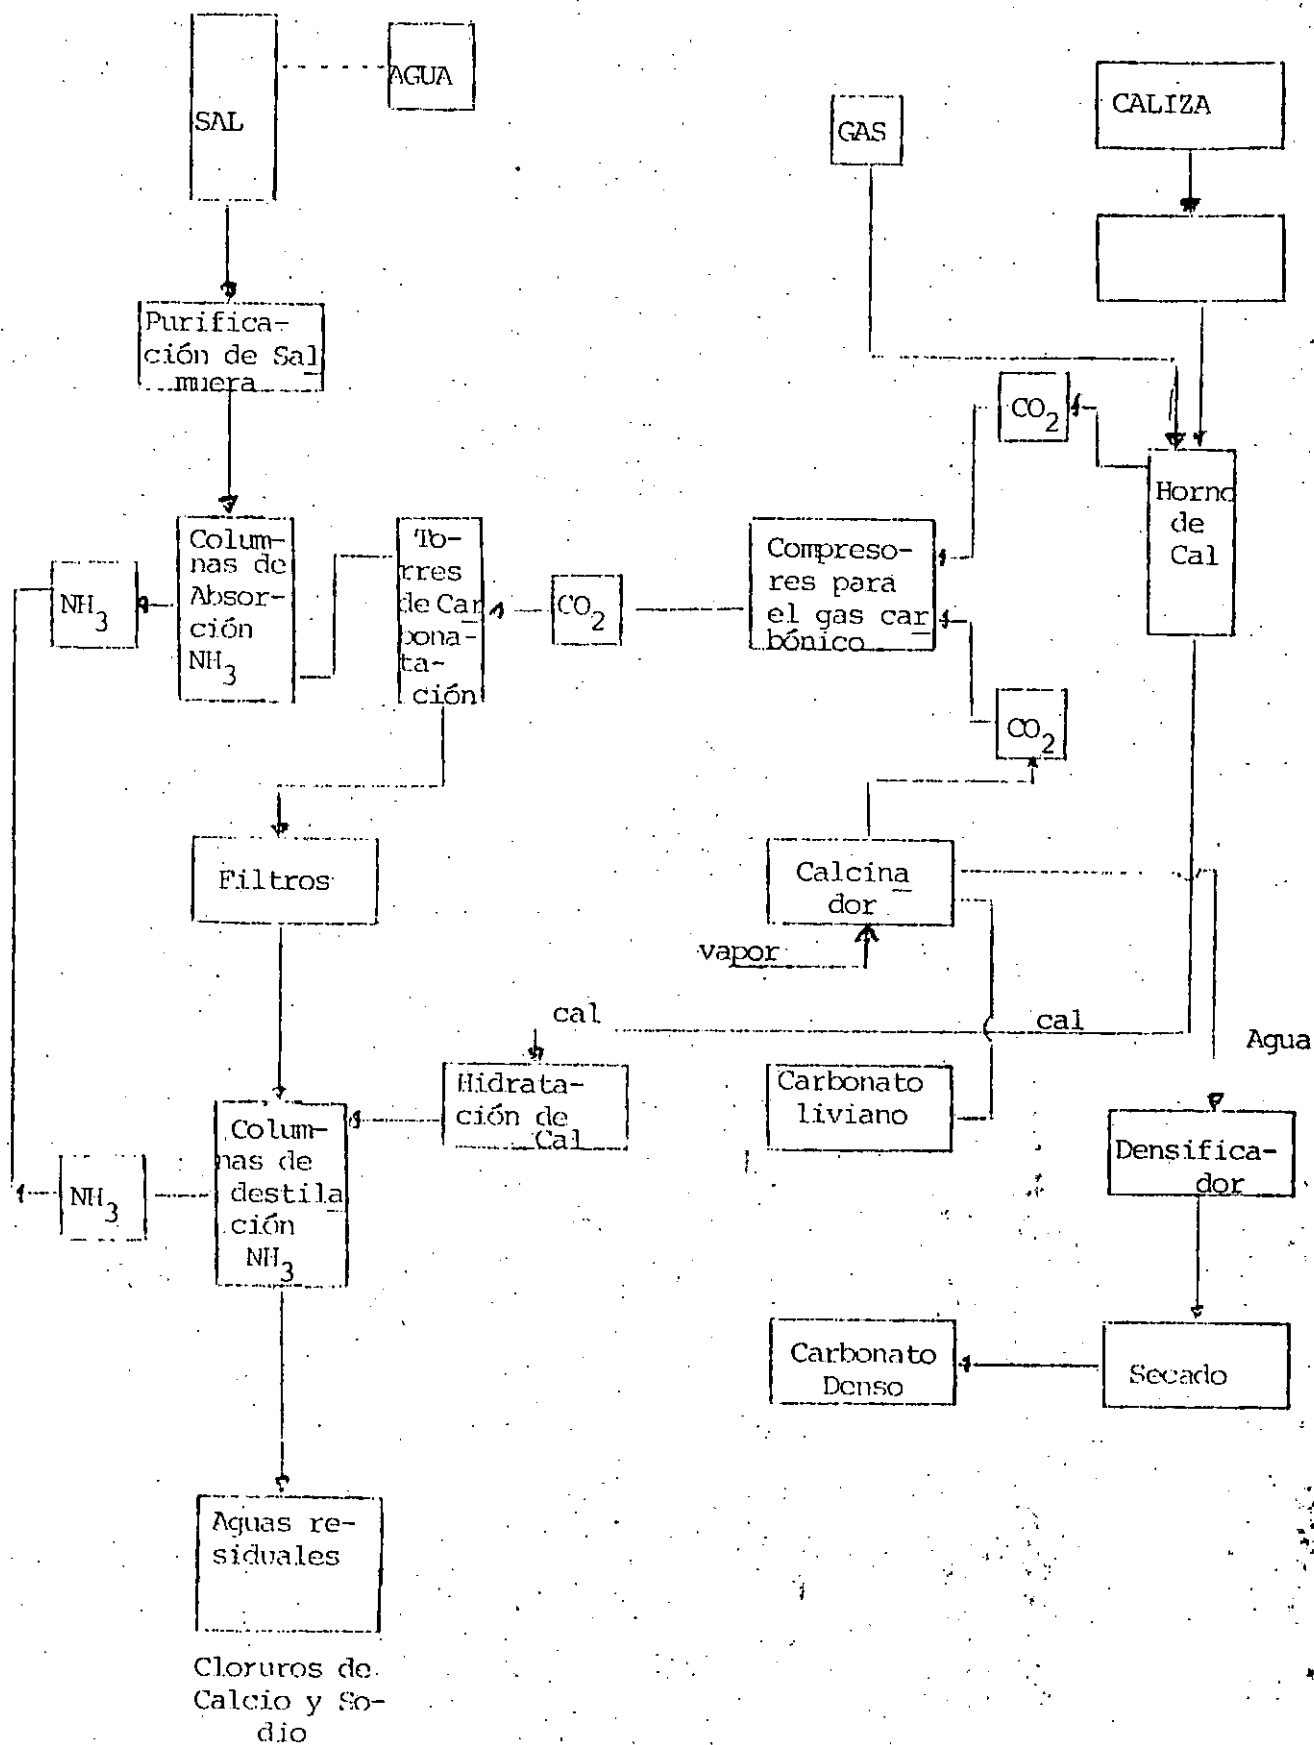 AGUA
SAL
GAS
CALIZA
Purifica-
ción de Sal
muera
CO2
Horno
de
Cal
Colum-
nas de
Absor-
ción
NH3
To-
rres
de Car
bona-
ta-
ción
NH3
CO2
Compreso-
res para
el gas car
bónico
CO2
Filtros
Calcina
dor
vapor
cal
cal
Agua
Hidrata-
ción de
Cal
Carbonato
liviano
Colum-
nas de
destila
ción
NH3
NH3
Densifica-
dor
Carbonato
Denso
Secado
Aguas re-
siduales
Cloruros de
Calcio y So-
dio